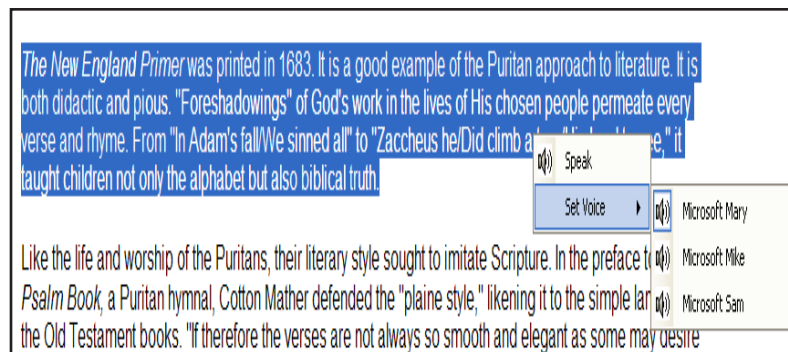 The New England Primer was printed in 1683. It is a good example of the Puritan approach to literature. It is
both didactic and pious. "Foreshadowings" of God's work in the lives of His chosen people permeate every
verse and rhyme. From "In Adam's fall/We sinned all" to "Zaccheus he/Did climb a it
taught children not only the alphabet but also biblical truth.
Speak
Set Voice
Microsoft Mary
Microsoft Mike
Microsoft Sam
Like the life and worship of the Puritans, their literary style sought to imitate Scripture. In the preface
Psalm Book, a Puritan hymnal, Cotton Mather defended the "plaine style," likening it to the simple
the Old Testament books. "If therefore the verses are not always so smooth and elegant as some may desire